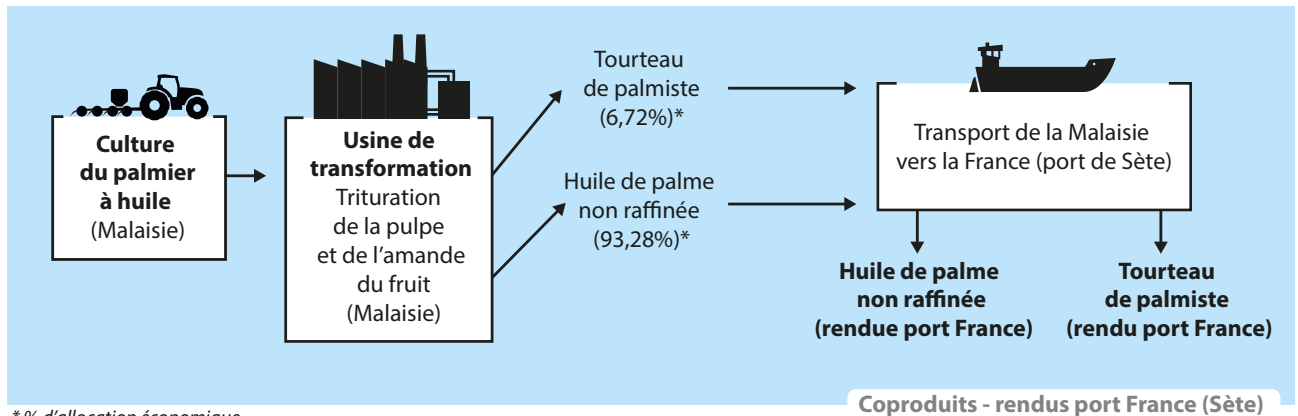 Culture
du palmier
à huile
(Malaisie)
Usine de
transformation
Trituration
de la pulpe
et de l'amande
du fruit
(Malaisie)
Tourteau
de palmiste
(6,72%)*
Huile de palme
non raffinée
(93,28%)*
Transport de la Malaisie
vers la France (port de Sète)
Huile de palme
non raffinée
(rendue port France)
Tourteau
de palmiste
(rendu port France)
* % d'allocation économique
Coproduits - rendus port France (Sète)